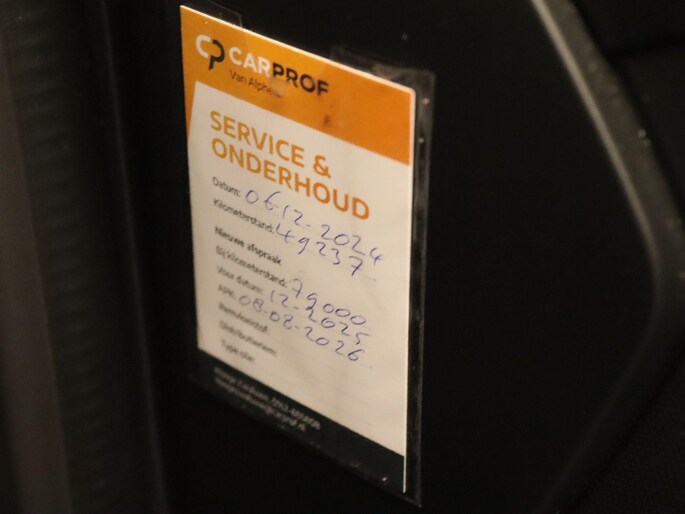 CP CARPROF
Van Alphen
SERVICE &
ONDERHOUD
Datum: 06-12-2024
Kilometerstand: 49237
Nieuwe afspraak
Bij kilometerstand: 79000
Voor datum: 12-2025
APK: 08-08-2026
Remvloeistof:
Distributieriem:
Type olie: